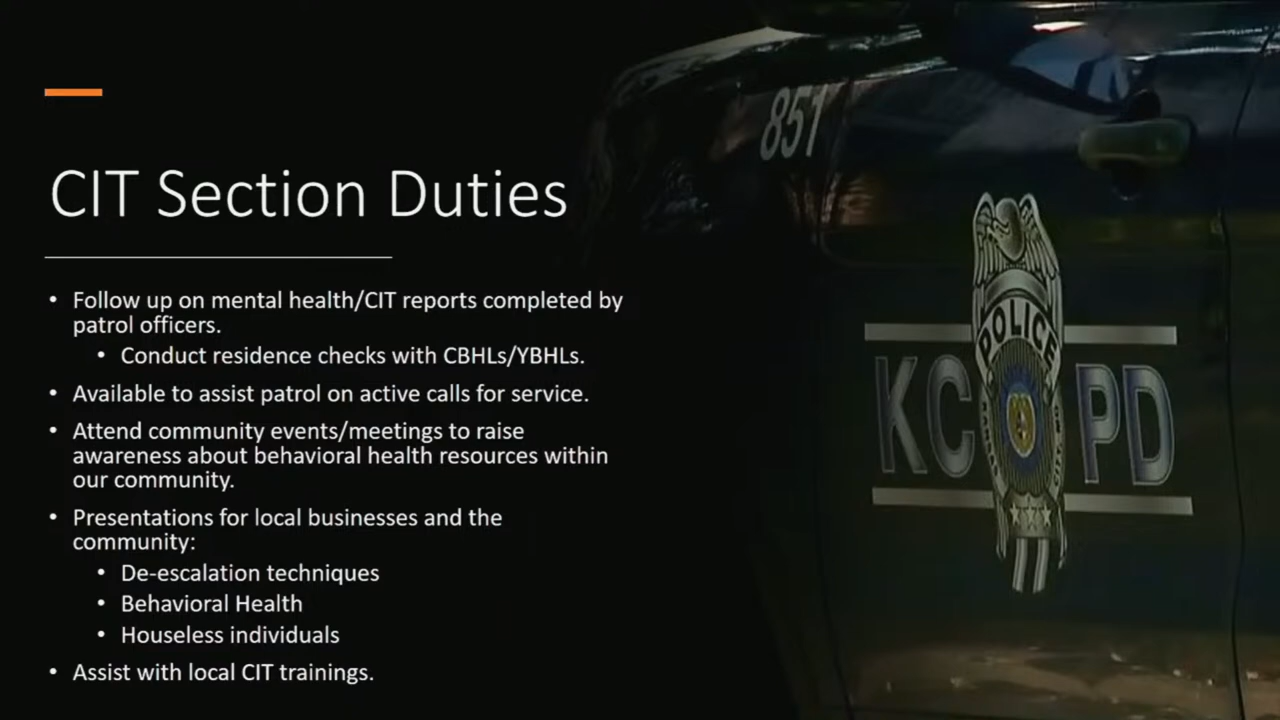 851
CIT Section Duties
• Follow up on mental health/CIT reports completed by
patrol officers.
• Conduct residence checks with CBHLs/YBHLs.
• Available to assist patrol on active calls for service.
• Attend community events/meetings to raise
awareness about behavioral health resources within
our community.
• Presentations for local businesses and the
community:
• De-escalation techniques
• Behavioral Health
• Houseless individuals
• Assist with local CIT trainings.
POLICE
KC PD